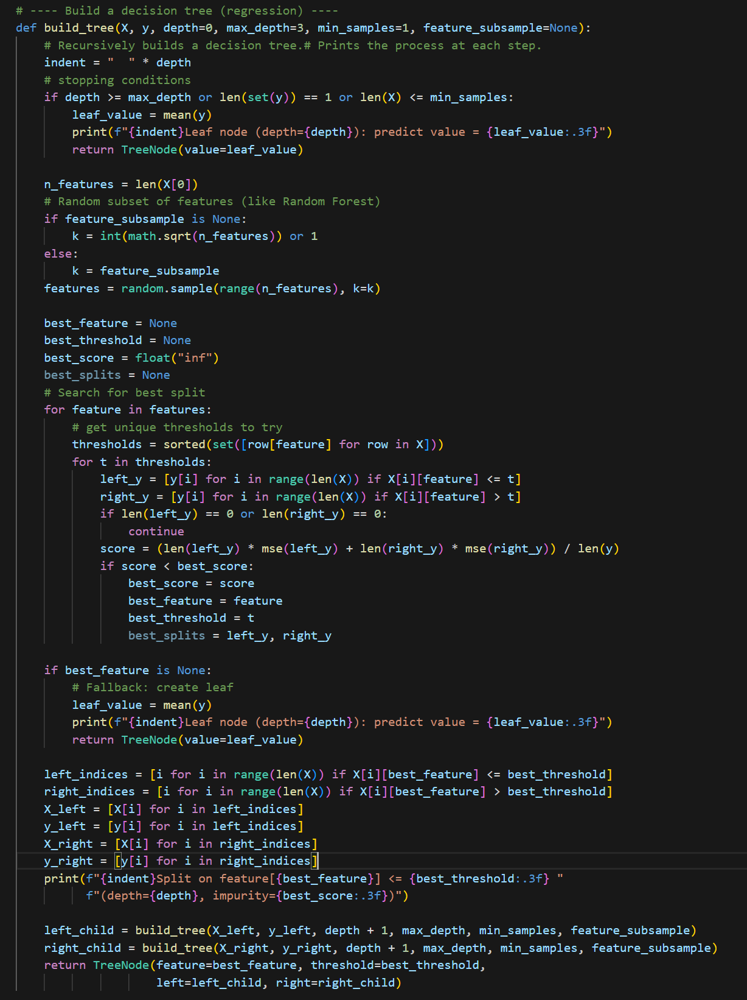 # ---- Build a decision tree (regression) ----
def build_tree(X, y, depth=0, max_depth=3, min_samples=1, feature_subsample=None):
    # Recursively builds a decision tree.# Prints the process at each step.
    indent = "  " * depth
    # stopping conditions
    if depth >= max_depth or len(set(y)) == 1 or len(X) <= min_samples:
        leaf_value = mean(y)
        print(f"{indent}Leaf node (depth={depth}): predict value = {leaf_value:.3f}")
        return TreeNode(value=leaf_value)

    n_features = len(X[0])
    # Random subset of features (like Random Forest)
    if feature_subsample is None:
        k = int(math.sqrt(n_features)) or 1
    else:
        k = feature_subsample
    features = random.sample(range(n_features), k=k)

    best_feature = None
    best_threshold = None
    best_score = float("inf")
    best_splits = None
    # Search for best split
    for feature in features:
        # get unique thresholds to try
        thresholds = sorted(set([row[feature] for row in X]))
        for t in thresholds:
            left_y = [y[i] for i in range(len(X)) if X[i][feature] <= t]
            right_y = [y[i] for i in range(len(X)) if X[i][feature] > t]
            if len(left_y) == 0 or len(right_y) == 0:
                continue
            score = (len(left_y) * mse(left_y) + len(right_y) * mse(right_y)) / len(y)
            if score < best_score:
                best_score = score
                best_feature = feature
                best_threshold = t
                best_splits = left_y, right_y

    if best_feature is None:
        # Fallback: create leaf
        leaf_value = mean(y)
        print(f"{indent}Leaf node (depth={depth}): predict value = {leaf_value:.3f}")
        return TreeNode(value=leaf_value)

    left_indices = [i for i in range(len(X)) if X[i][best_feature] <= best_threshold]
    right_indices = [i for i in range(len(X)) if X[i][best_feature] > best_threshold]
    X_left = [X[i] for i in left_indices]
    y_left = [y[i] for i in left_indices]
    X_right = [X[i] for i in right_indices]
    y_right = [y[i] for i in right_indices]
    print(f"{indent}Split on feature[{best_feature}] <= {best_threshold:.3f} "
          f"(depth={depth}, impurity={best_score:.3f})")

    left_child = build_tree(X_left, y_left, depth + 1, max_depth, min_samples, feature_subsample)
    right_child = build_tree(X_right, y_right, depth + 1, max_depth, min_samples, feature_subsample)
    return TreeNode(feature=best_feature, threshold=best_threshold,
                    left=left_child, right=right_child)